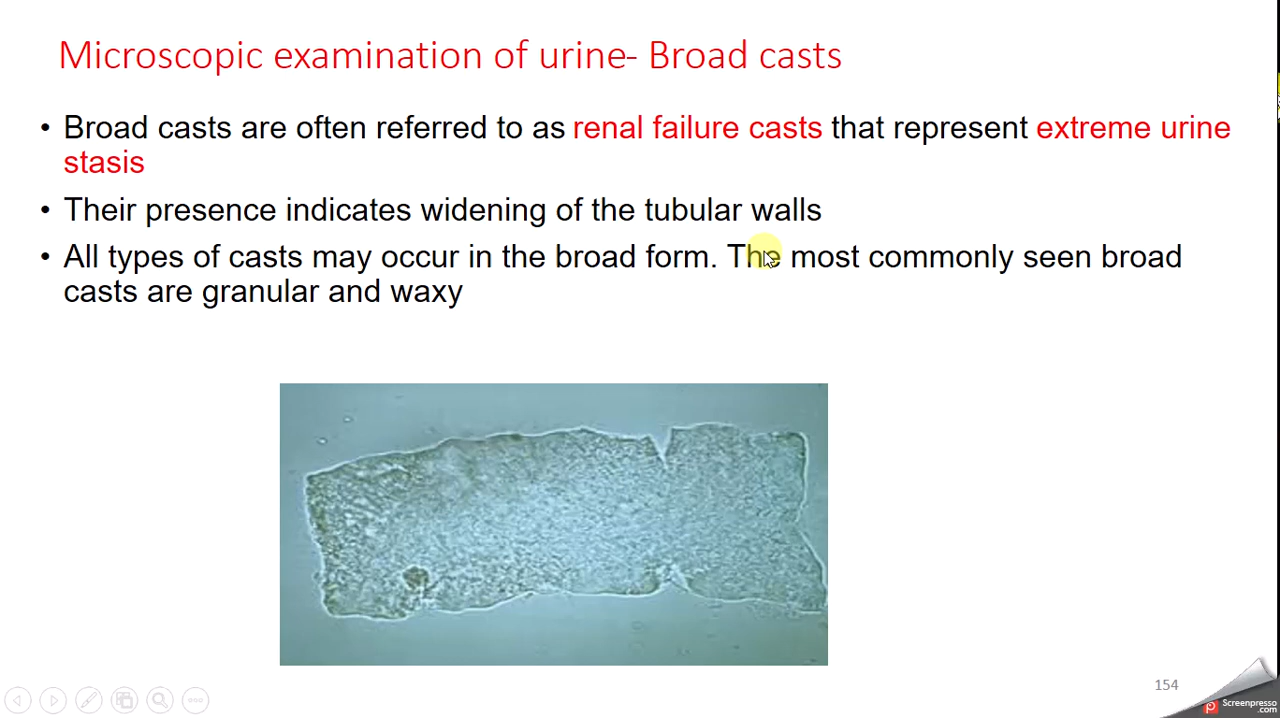 Microscopic examination of urine- Broad casts
• Broad casts are often referred to as renal failure casts that represent extreme urine
stasis
• Their presence indicates widening of the tubular walls
• All types of casts may occur in the broad form. The most commonly seen broad
casts are granular and waxy
154
Screenpresso
.com